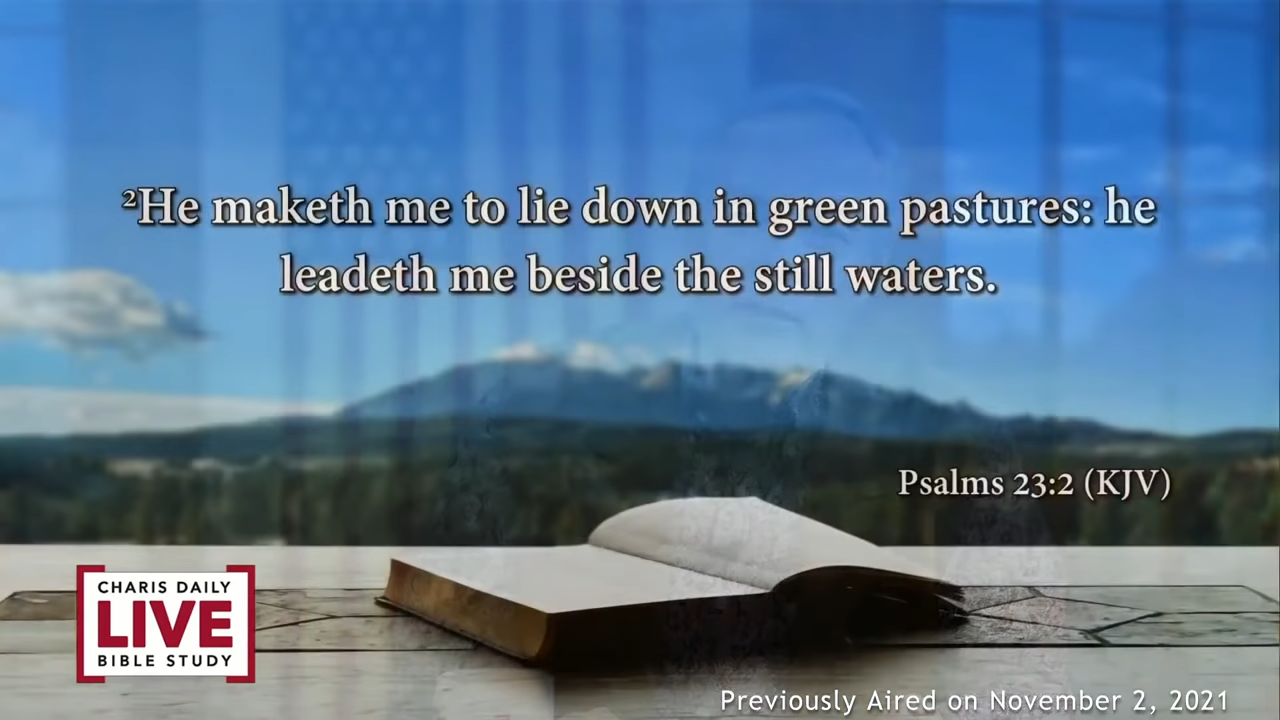 ²He maketh me to lie down in green pastures: he
leadeth me beside the still waters.
Psalms 23:2 (KJV)
CHARIS DAILY
LIVE
BIBLE STUDY
Previously Aired on November 2, 2021